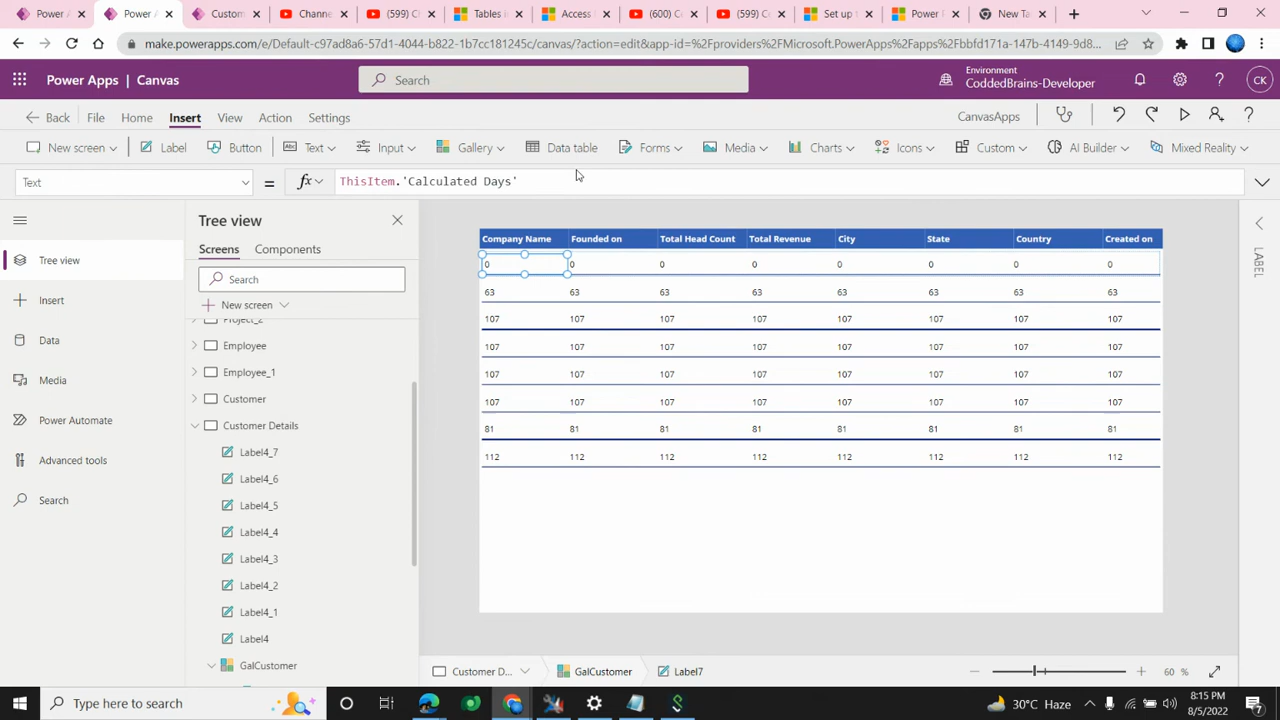 Power A
Power A
Custom
(599) C
Channe
Tables i
Access
(600) C
(599) C
Set up
Power F
New Ta
make.powerapps.com/e/Default-c97ad8a6-57d1-4044-b822-1b7c181245c/canvas/?action=edit&app-id=%2Fproviders%2FMicrosoft.PowerApps%2Fapps%2Fbbfd171a-147b-4149-9d8...
Power Apps | Canvas
Search
Environment
CoddedBrains-Developer
CK
Back File Home Insert View Action Settings
CanvasApps
New screen Label Button Text Input Gallery Data table Forms Media Charts Icons Custom AI Builder Mixed Reality
Text = fx ThisItem.'Calculated Days'
Tree view
Screens Components
Search
New screen
Project_2
Employee
Employee_1
Customer
Customer Details
Label4_7
Label4_6
Label4_5
Label4_4
Label4_3
Label4_2
Label4_1
Label4
GalCustomer
Tree view
Insert
Data
Media
Power Automate
Advanced tools
Search
Company Name Founded on Total Head Count Total Revenue City State Country Created on
0 0 0 0 0 0 0 0
63 63 63 63 63 63 63 63
107 107 107 107 107 107 107 107
107 107 107 107 107 107 107 107
107 107 107 107 107 107 107 107
107 107 107 107 107 107 107 107
81 81 81 81 81 81 81 81
112 112 112 112 112 112 112 112
LABEL
Customer D... GalCustomer Label7
60 %
Type here to search
30°C Haze
8:15 PM
8/5/2022
7